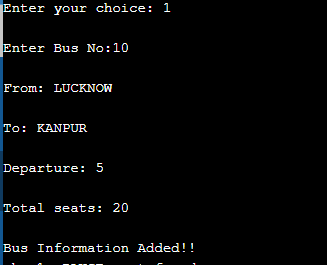 Enter your choice: 1
Enter Bus No:10
From: LUCKNOW
To: KANPUR
Departure: 5
Total seats: 20
Bus Information Added!!